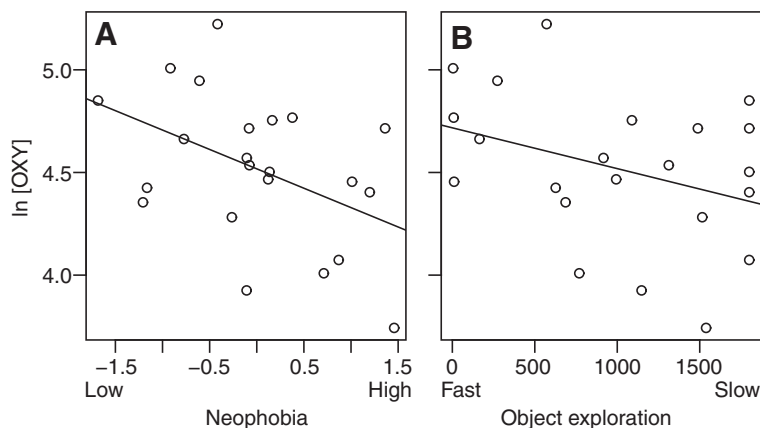 A
B
5.0
4.5
4.0
ln [OXY]
−1.5 −0.5 0.5 1.5
Low High
Neophobia
0 500 1000 1500
Fast Slow
Object exploration